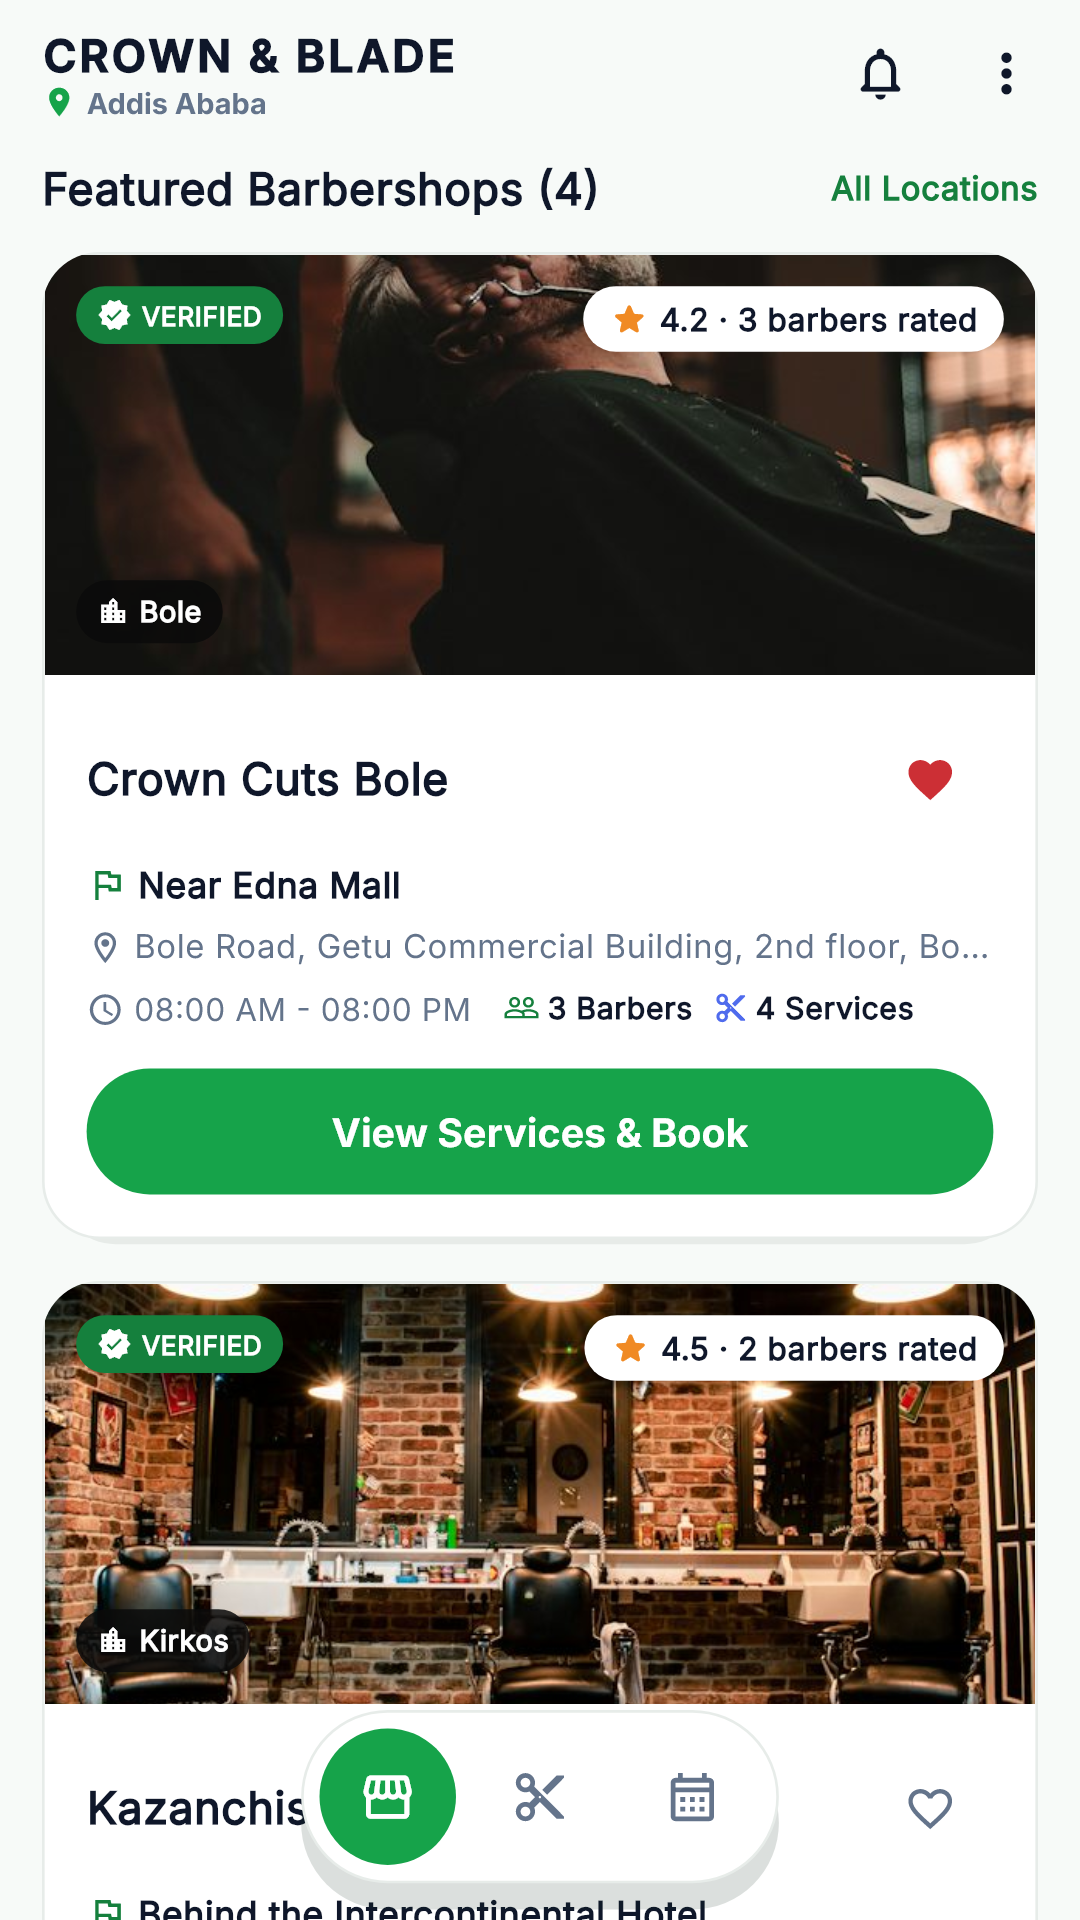 CROWN & BLADE
Addis Ababa
Featured Barbershops (4)
All Locations
VERIFIED
4.2 · 3 barbers rated
Bole
Crown Cuts Bole
Near Edna Mall
Bole Road, Getu Commercial Building, 2nd floor, Bo...
08:00 AM - 08:00 PM
3 Barbers
4 Services
View Services & Book
VERIFIED
4.5 · 2 barbers rated
Kirkos
Kazanchis
Behind the Intercontinental Hotel